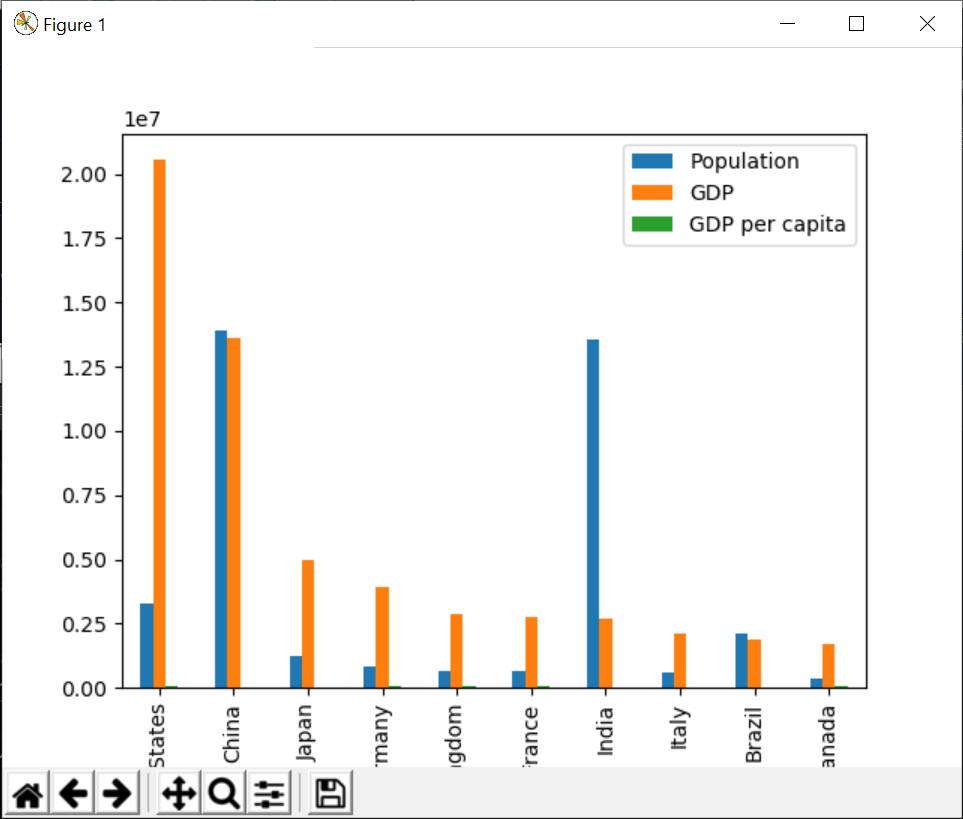 Figure 1
1e7
2.00
1.75
1.50
1.25
1.00
0.75
0.50
0.25
0.00
Population
GDP
GDP per capita
States
China
Japan
rmany
gdom
rance
India
Italy
Brazil
anada